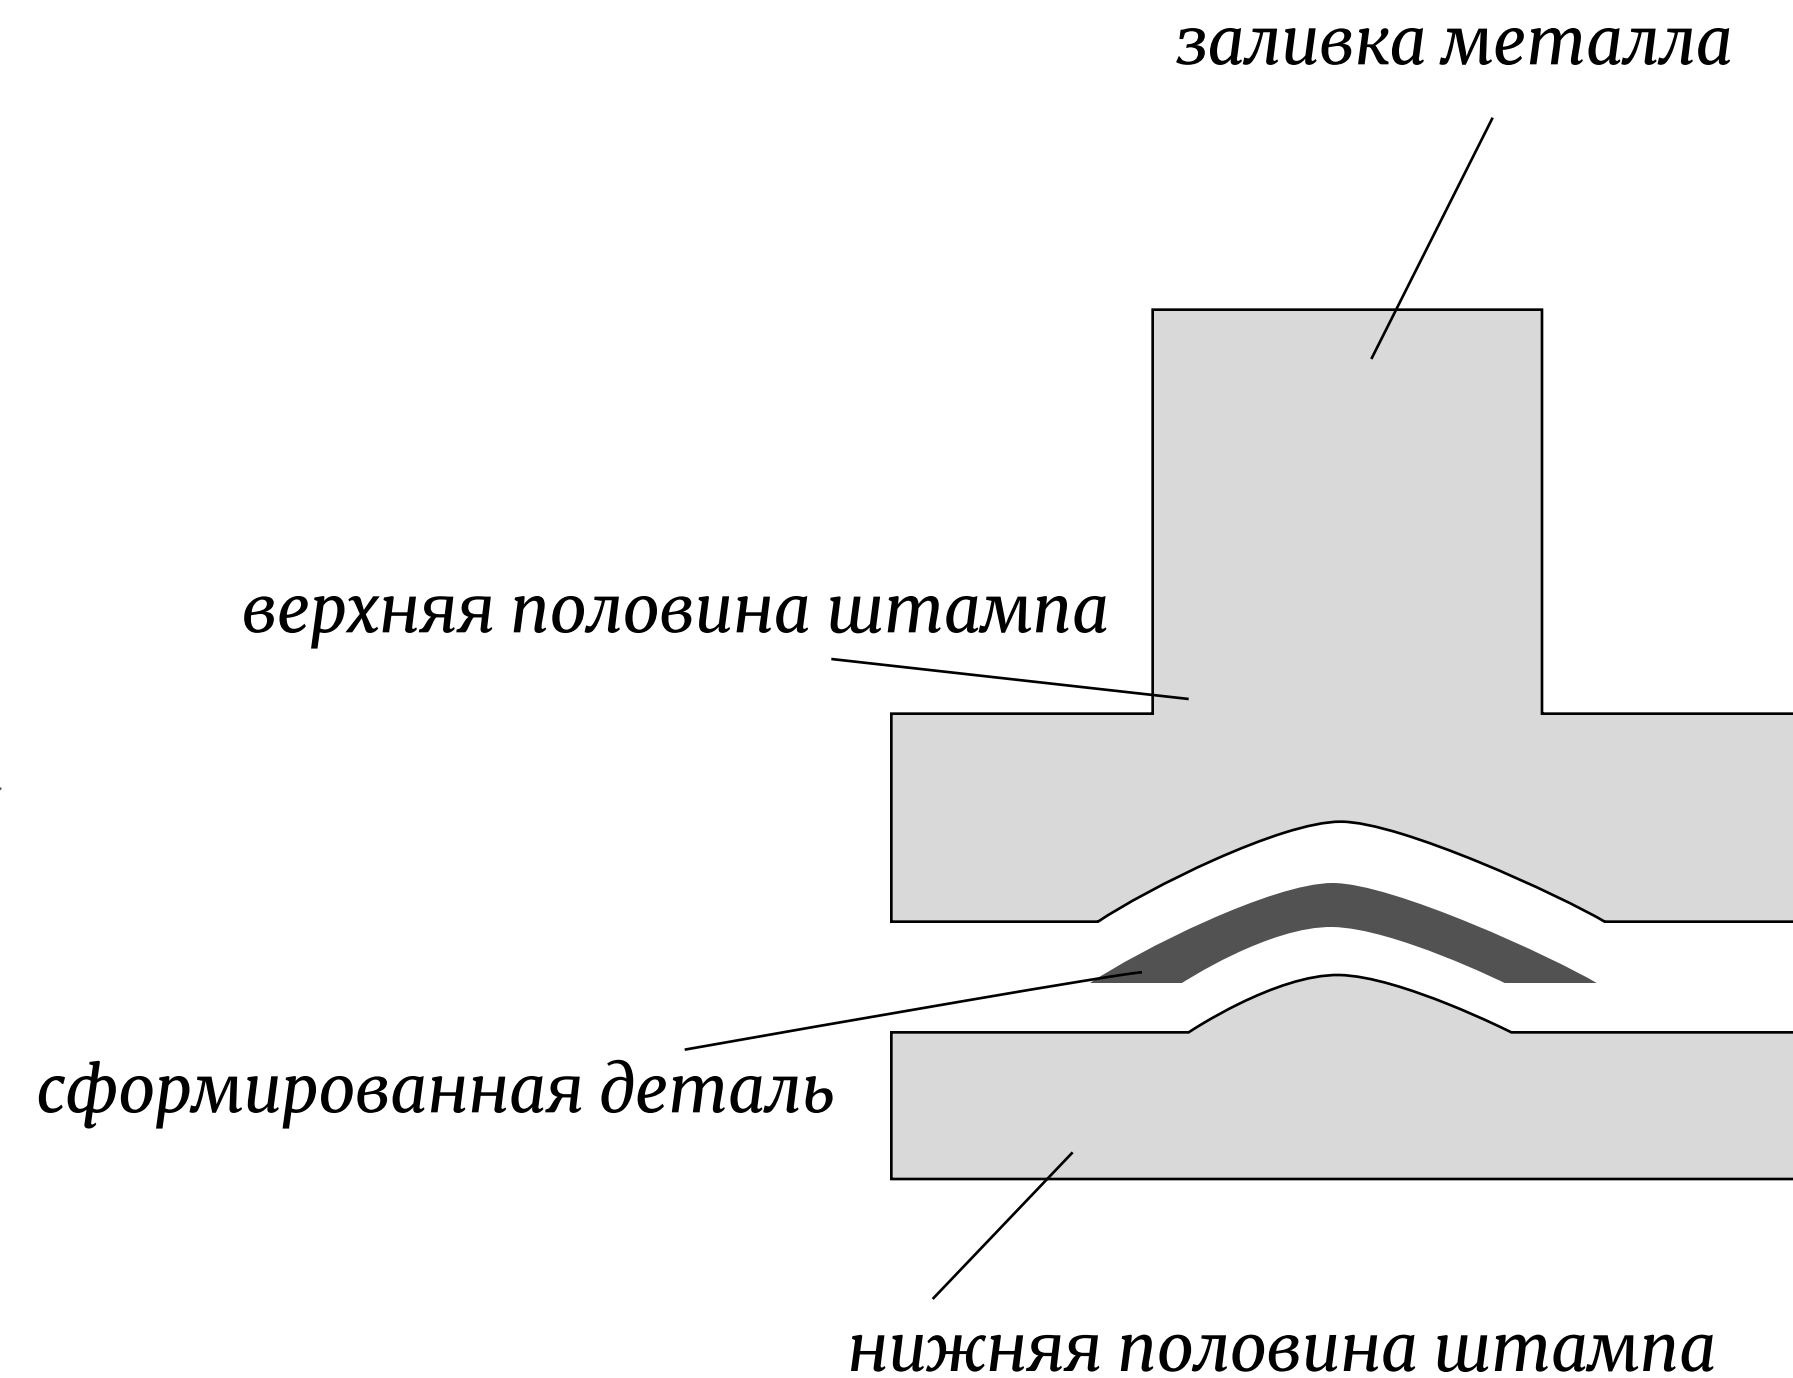 заливка металла
верхняя половина штампа
сформированная деталь
нижняя половина штампа